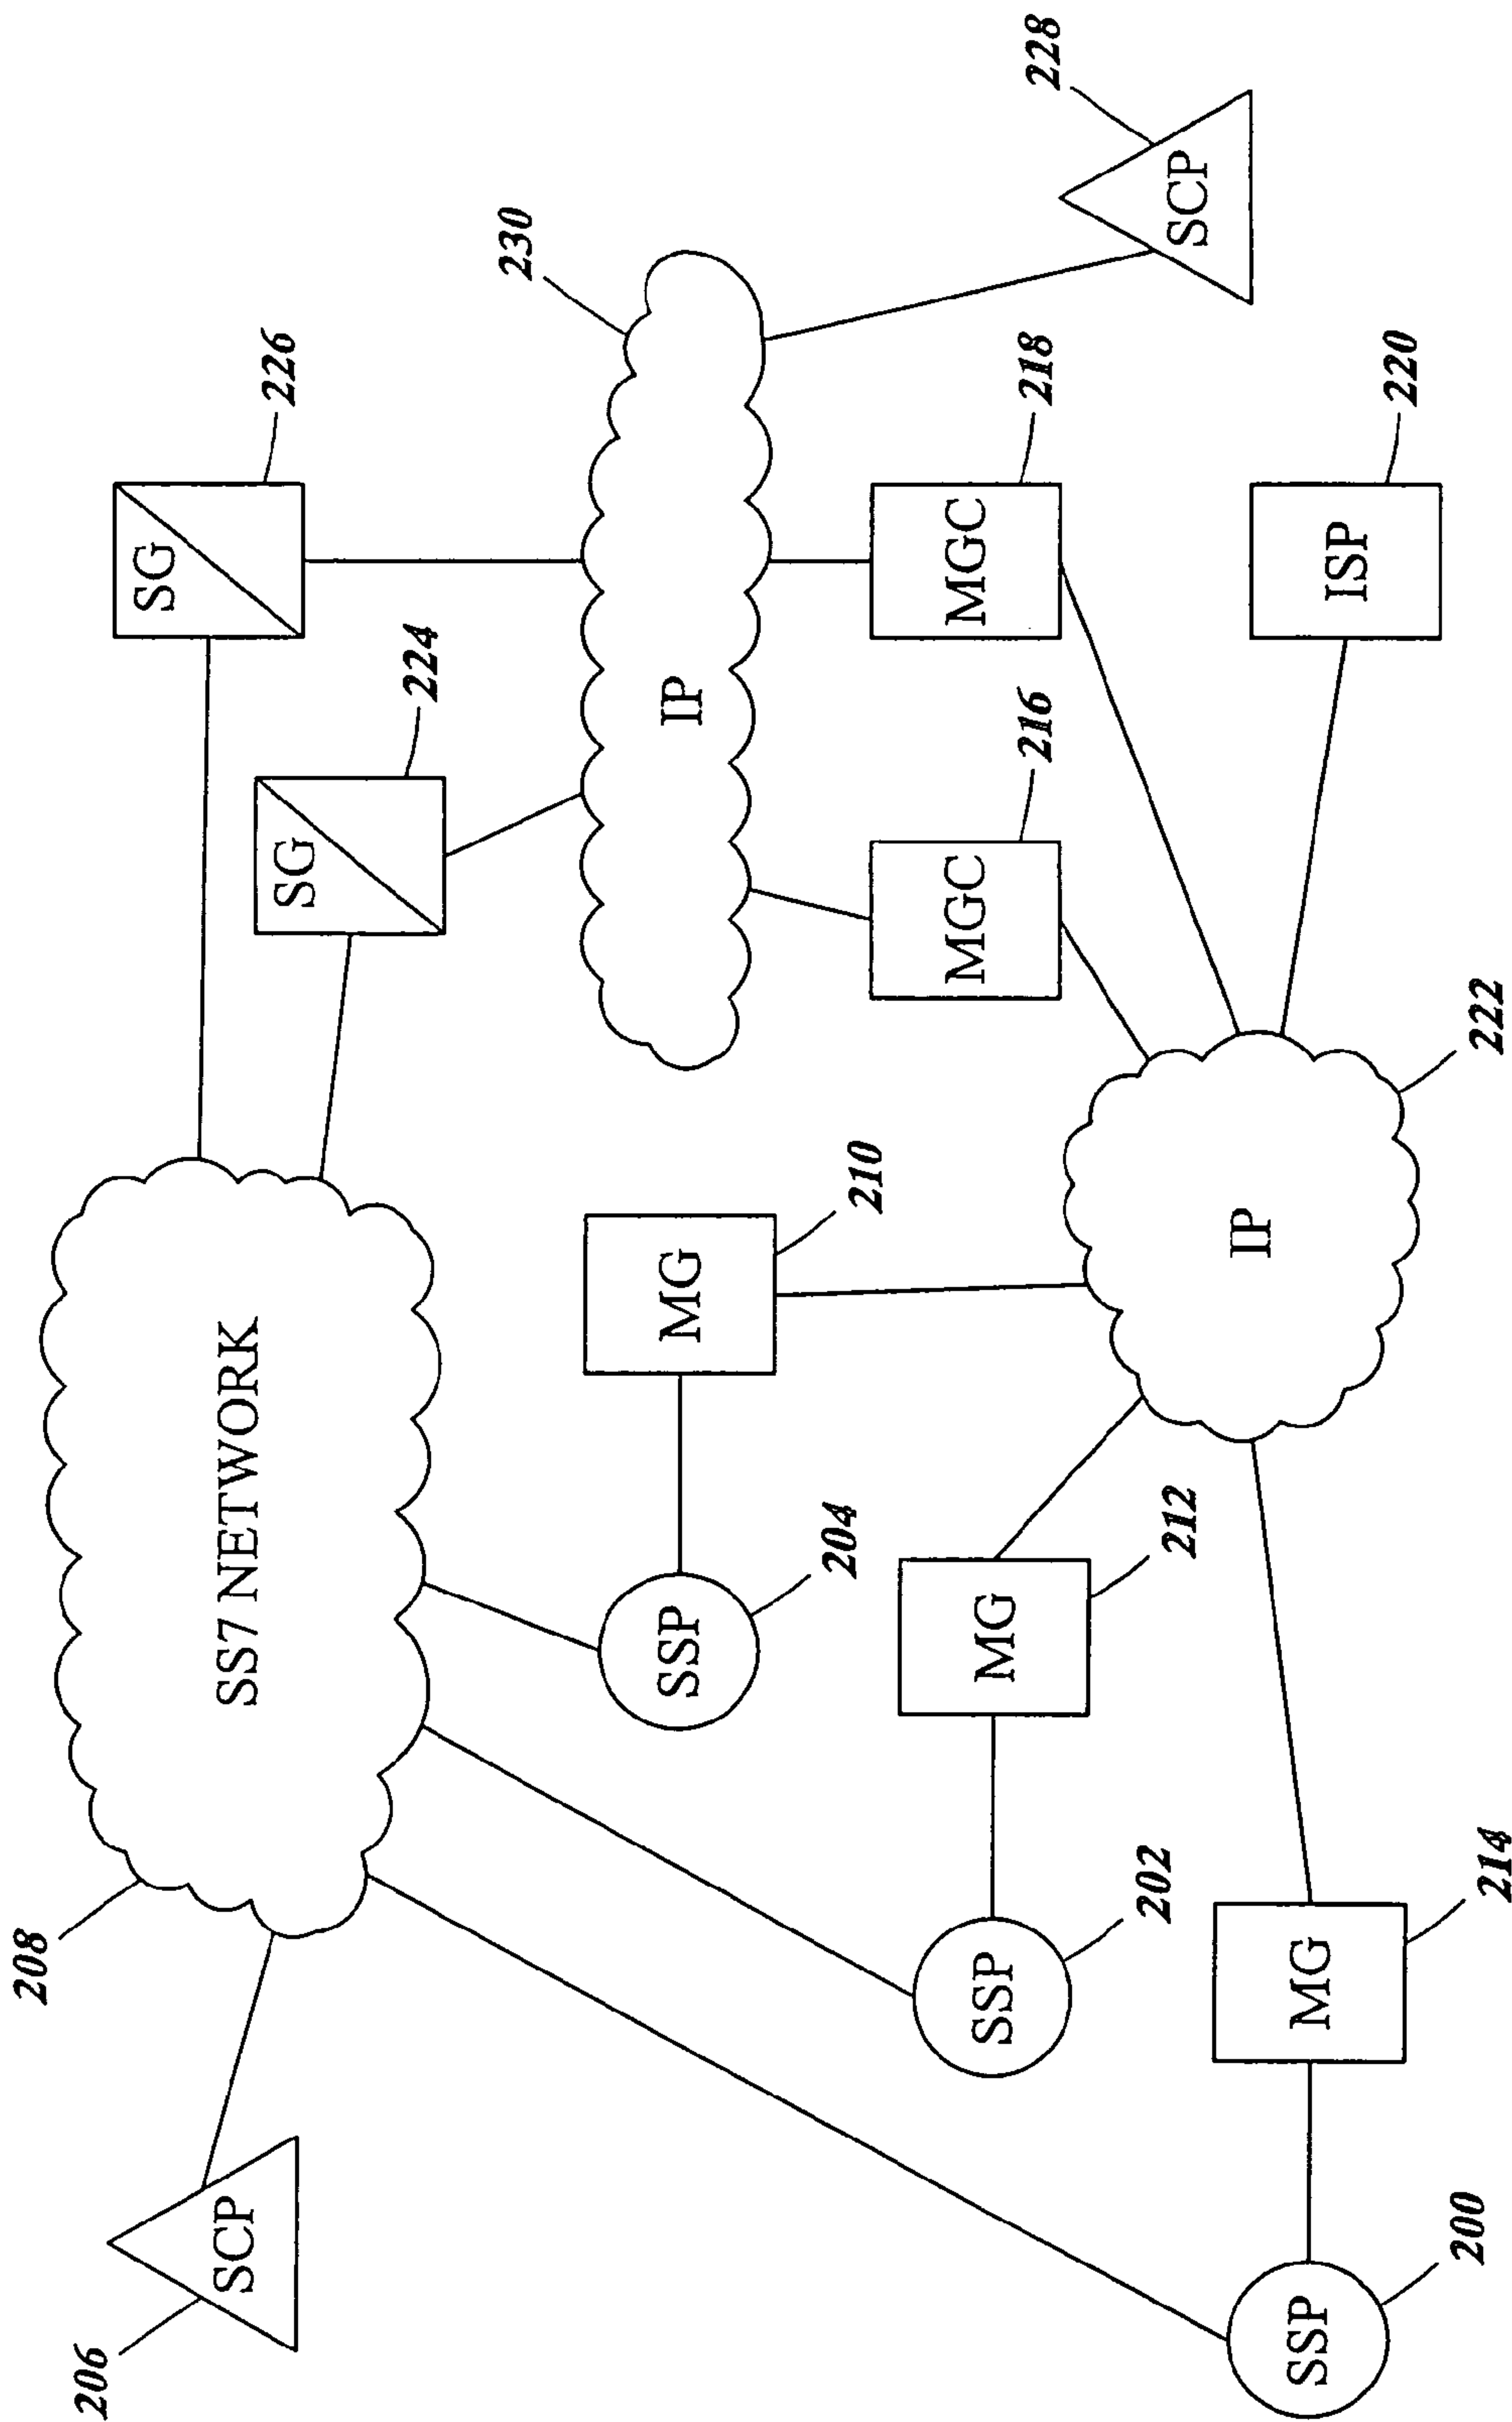 208
SS7 NETWORK
SG
226
206
SCP
SG
224
230
IP
SSP
204
MG
210
SSP
202
MG
212
MGC
216
MGC
218
228
SCP
SSP
200
MG
214
IP
222
ISP
220